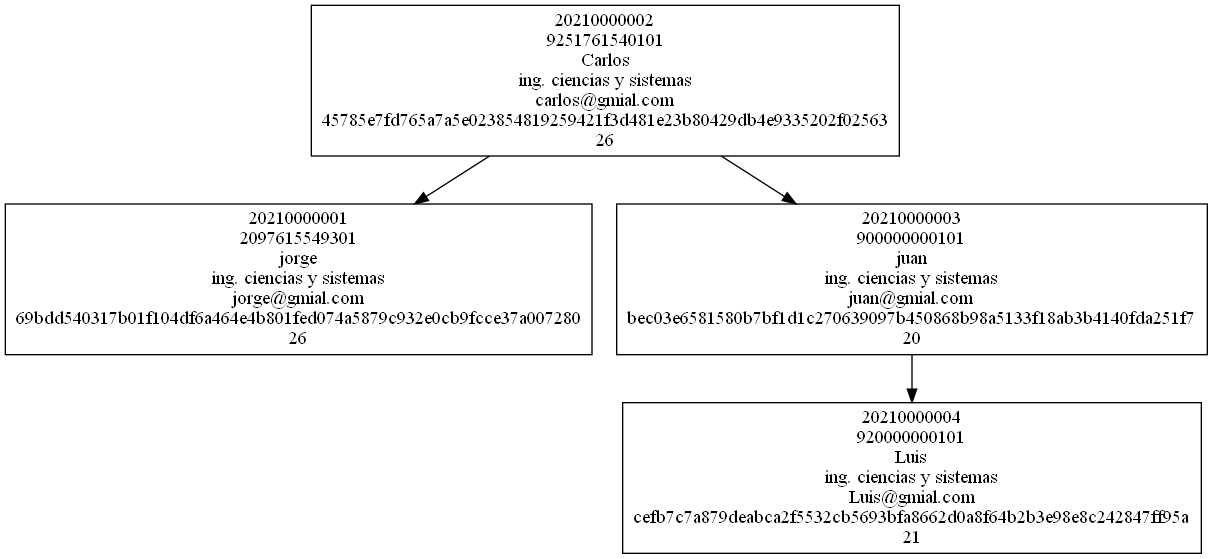 20210000002
9251761540101
Carlos
ing. ciencias y sistemas
carlos@gmial.com
45785e7fd765a7a5e023854819259421f3d481e23b80429db4e9335202f02563
26
20210000001
2097615549301
jorge
ing. ciencias y sistemas
jorge@gmial.com
69bdd540317b01f104df6a464e4b801fed074a5879c932e0cb9fcce37a007280
26
20210000003
900000000101
juan
ing. ciencias y sistemas
juan@gmial.com
bec03e6581580b7bf1d1c270639097b450868b98a5133f18ab3b4140fda251f7
20
20210000004
920000000101
Luis
ing. ciencias y sistemas
Luis@gmial.com
cefb7c7a879deabca2f5532cb5693bfa8662d0a8f64b2b3e98e8c242847ff95a
21